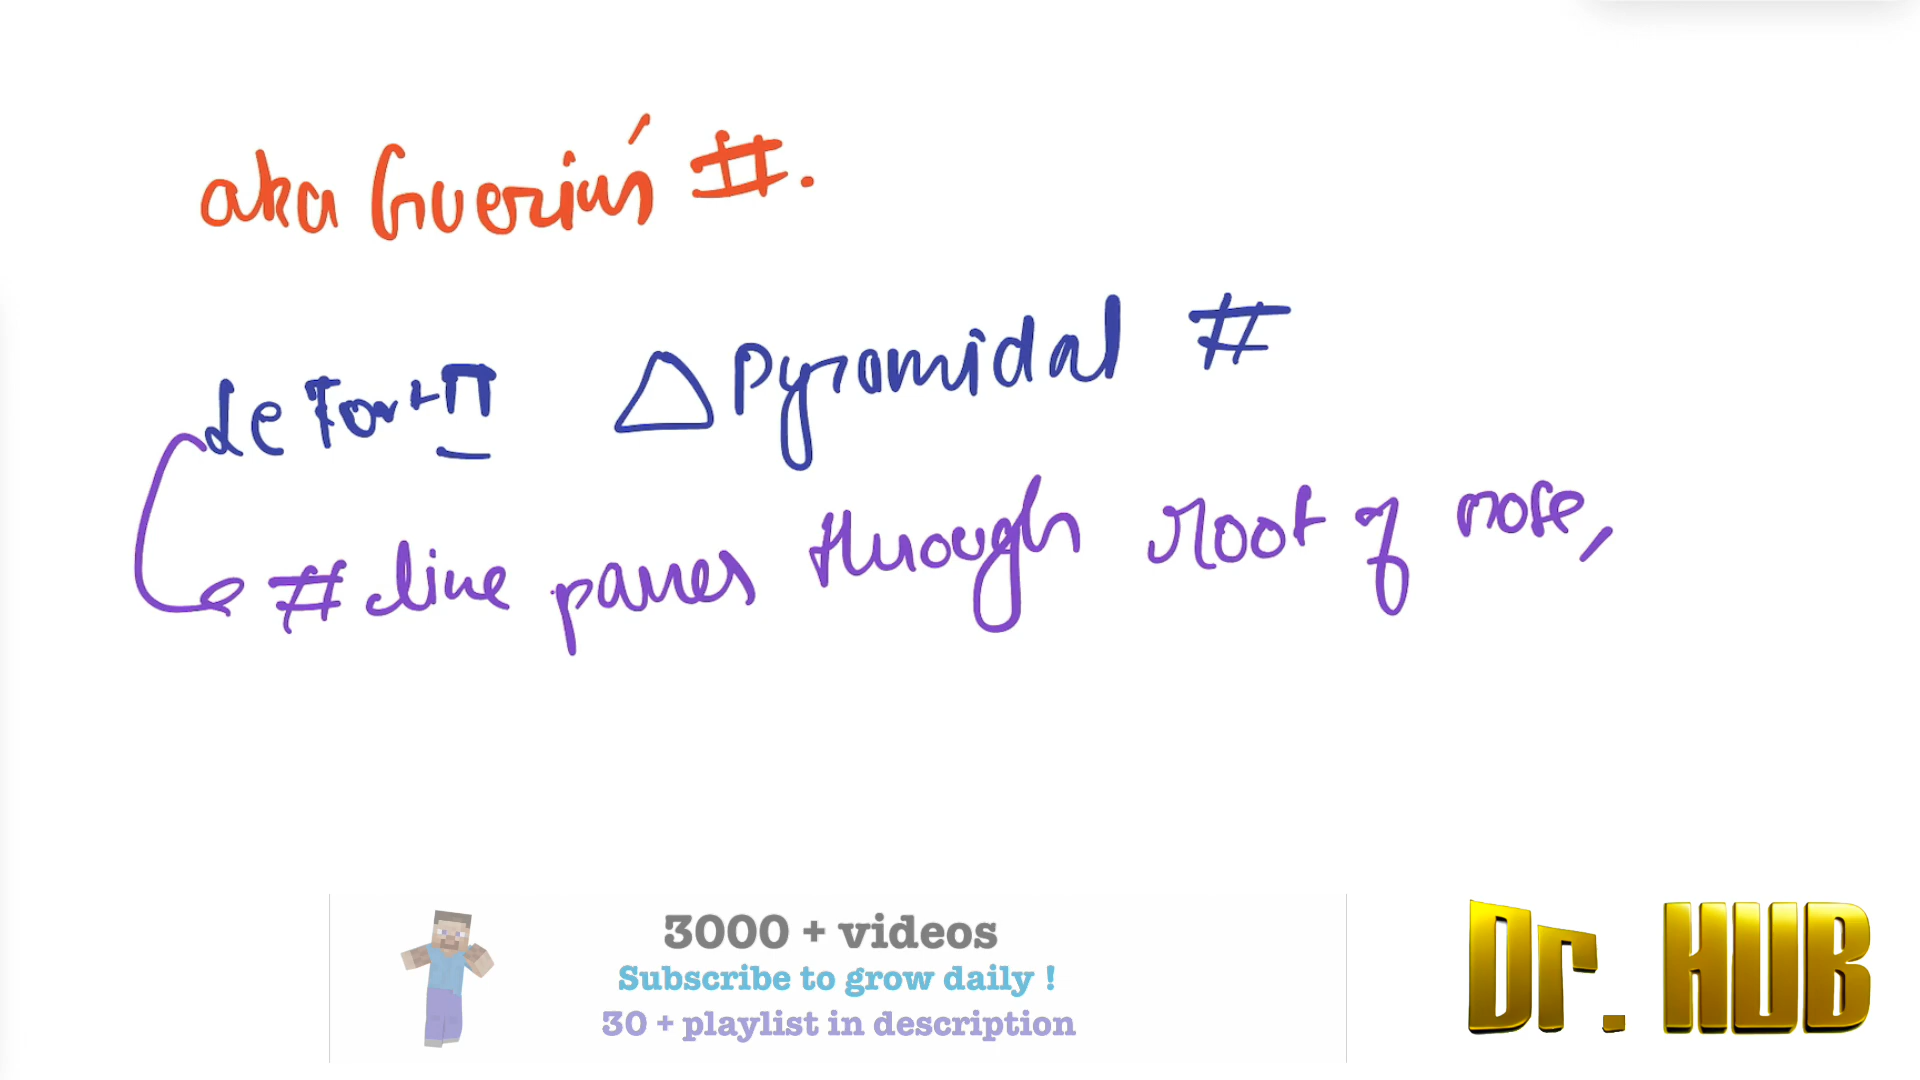 aka Guerin's #.
le Fort II △ Pyramidal #
# line passes through root of nose,
3000 + videos
Subscribe to grow daily !
30 + playlist in description
Dr. HUB